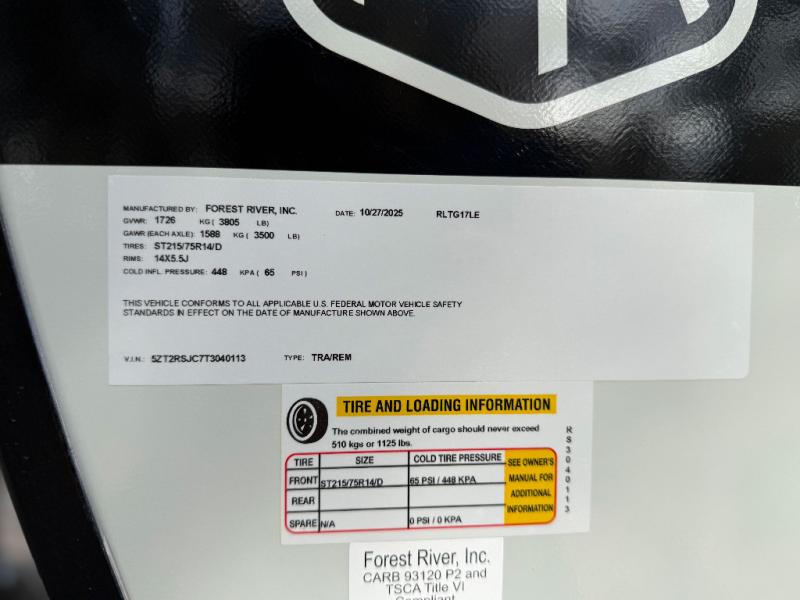 MANUFACTURED BY: FOREST RIVER, INC. DATE: 10/27/2025 RLTG17LE
GVWR: 1726 KG ( 3805 LB)
GAWR (EACH AXLE): 1588 KG ( 3500 LB)
TIRES: ST215/75R14/D
RIMS: 14X5.5J
COLD INFL. PRESSURE: 448 KPA ( 65 PSI )
THIS VEHICLE CONFORMS TO ALL APPLICABLE U.S. FEDERAL MOTOR VEHICLE SAFETY
STANDARDS IN EFFECT ON THE DATE OF MANUFACTURE SHOWN ABOVE.
V.I.N.: 5ZT2RSJC7T3040113 TYPE: TRA/REM
TIRE AND LOADING INFORMATION
The combined weight of cargo should never exceed
510 kgs or 1125 lbs.
TIRE SIZE COLD TIRE PRESSURE
FRONT ST215/75R14/D 65 PSI / 448 KPA
REAR
SPARE N/A 0 PSI / 0 KPA
SEE OWNER'S
MANUAL FOR
ADDITIONAL
INFORMATION
RS3040113
Forest River, Inc.
CARB 93120 P2 and
TSCA Title VI
Compliant